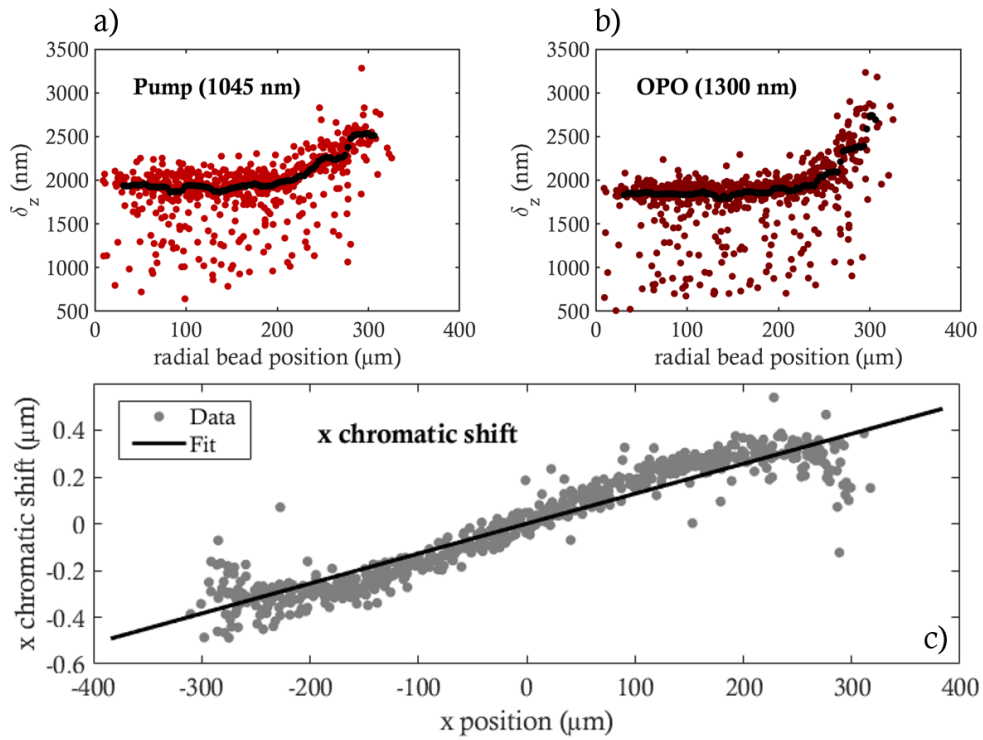 a)
b)
3500
3000
2500
2000
1500
1000
500
δz (nm)
Pump (1045 nm)
0
100
200
300
400
radial bead position (µm)
3500
3000
2500
2000
1500
1000
500
δz (nm)
OPO (1300 nm)
0
100
200
300
400
radial bead position (µm)
0.4
0.2
0
-0.2
-0.4
-0.6
x chromatic shift (µm)
Data
Fit
x chromatic shift
c)
-400
-300
-200
-100
0
100
200
300
400
x position (µm)